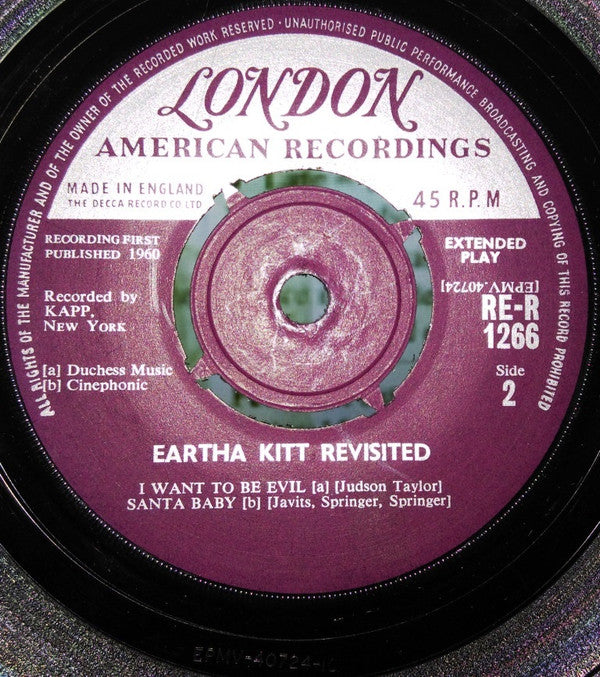 ALL RIGHTS OF THE MANUFACTURER AND OF THE OWNER OF THE RECORDED WORK RESERVED - UNAUTHORISED PUBLIC PERFORMANCE BROADCASTING AND COPYING OF THIS RECORD PROHIBITED
LONDON
AMERICAN RECORDINGS
MADE IN ENGLAND
THE DECCA RECORD CO LTD
45 R.P.M
RECORDING FIRST
PUBLISHED 1960
EXTENDED
PLAY
[EPMV.40724]
Recorded by
KAPP,
NEW YORK
RE-R
1266
[a] Duchess Music
[b] Cinephonic
Side
2
EARTHA KITT REVISITED
I WANT TO BE EVIL [a] [Judson Taylor]
SANTA BABY [b] [Javits, Springer, Springer]